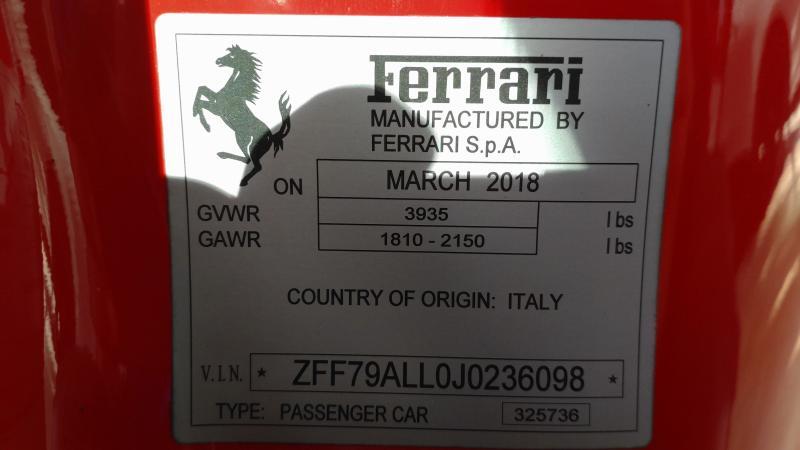 Ferrari
MANUFACTURED BY
FERRARI S.p.A.
ON MARCH 2018
GVWR 3935 lbs
GAWR 1810 - 2150 lbs
COUNTRY OF ORIGIN: ITALY
V.I.N. * ZFF79ALL0J0236098 *
TYPE: PASSENGER CAR 325736